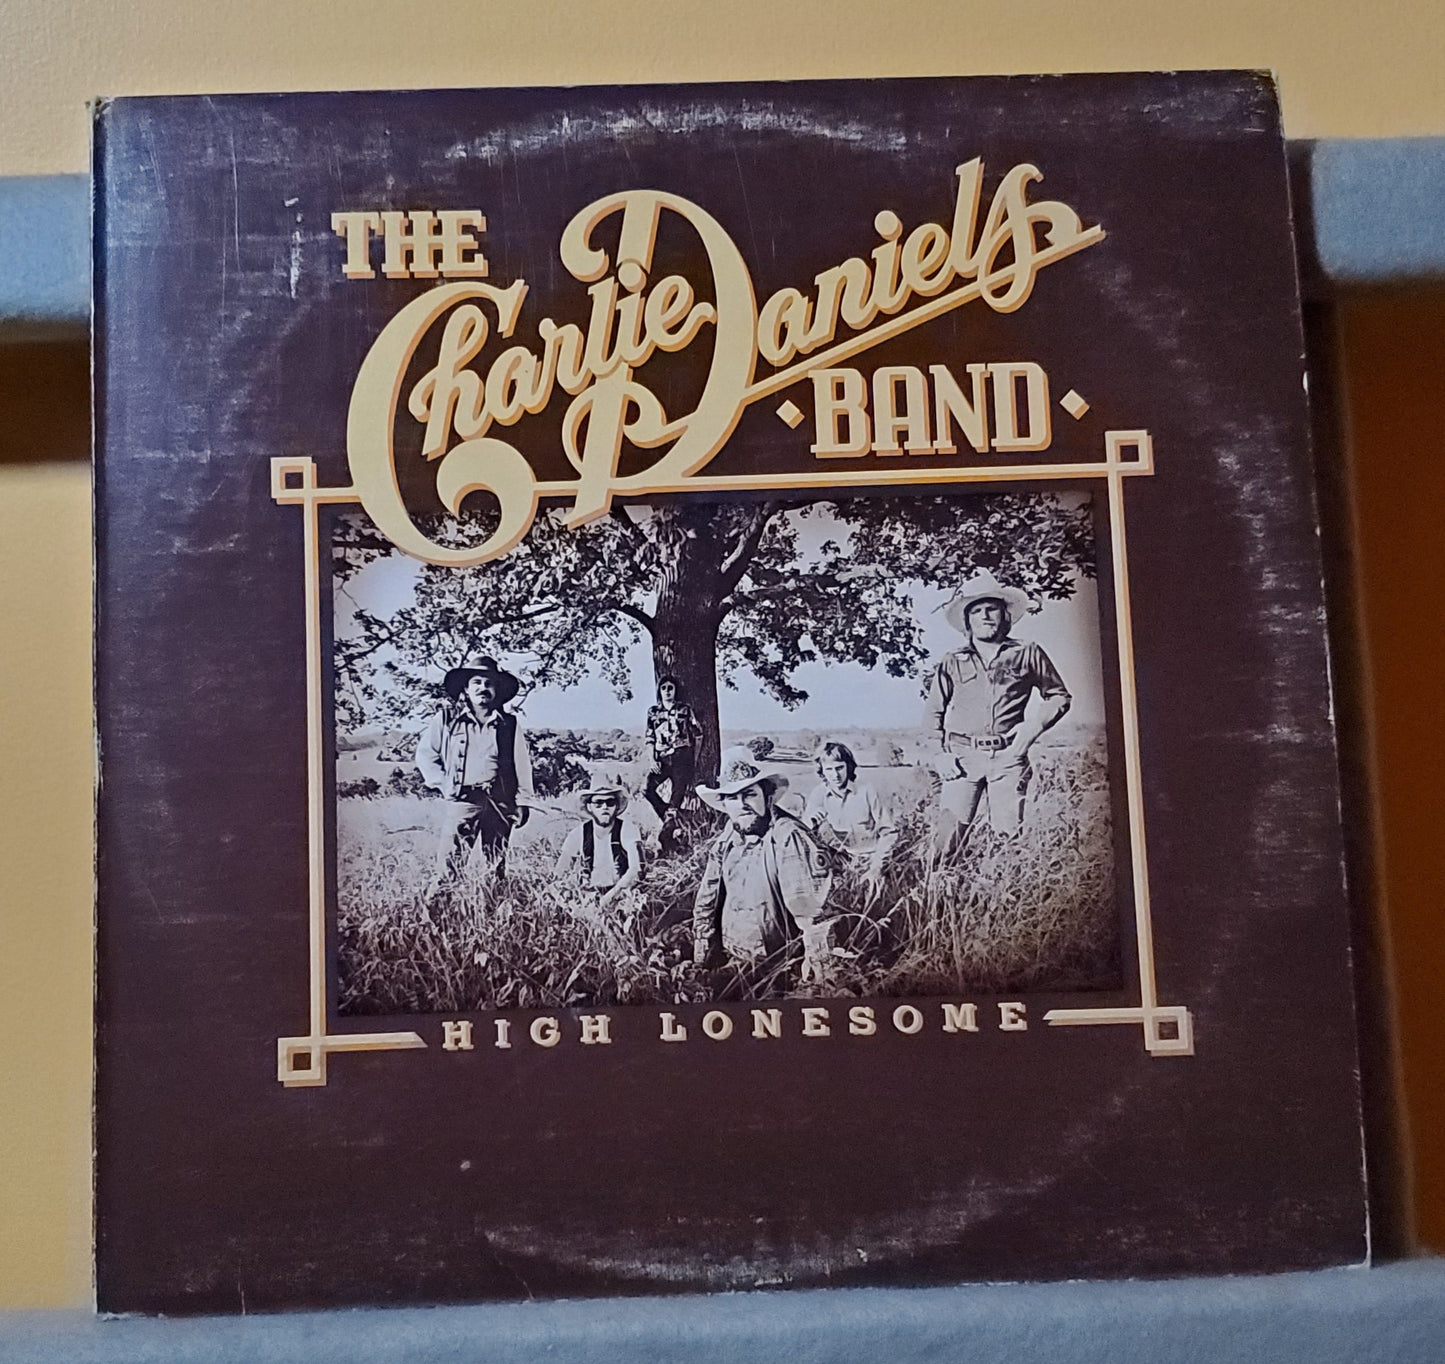 THE
Charlie Daniels
BAND
HIGH LONESOME